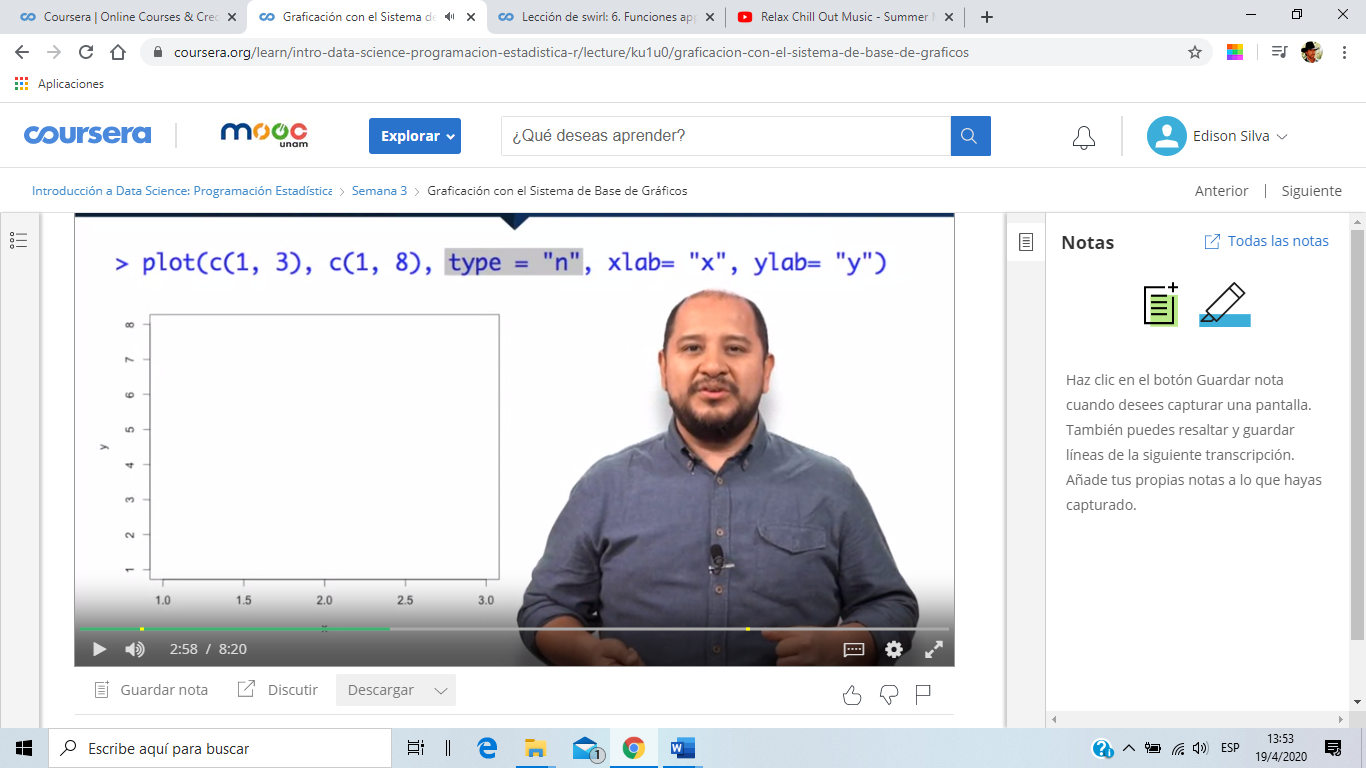 Coursera | Online Courses & Cred
Graficación con el Sistema de
Lección de swirl: 6. Funciones app
Relax Chill Out Music - Summer
coursera.org/learn/intro-data-science-programacion-estadistica-r/lecture/ku1u0/graficacion-con-el-sistema-de-base-de-graficos
Aplicaciones
coursera
mooc
unam
Explorar
¿Qué deseas aprender?
Edison Silva
Introducción a Data Science: Programación Estadística
Semana 3
Graficación con el Sistema de Base de Gráficos
Anterior | Siguiente
> plot(c(1, 3), c(1, 8), type = "n", xlab= "x", ylab= "y")
8
7
6
5
4
3
2
1
y
1.0 1.5 2.0 2.5 3.0
x
2:58 / 8:20
Guardar nota
Discutir
Descargar
Notas
Todas las notas
Haz clic en el botón Guardar nota
cuando desees capturar una pantalla.
También puedes resaltar y guardar
líneas de la siguiente transcripción.
Añade tus propias notas a lo que hayas
capturado.
Escribe aquí para buscar
1
W
ESP
13:53
19/4/2020